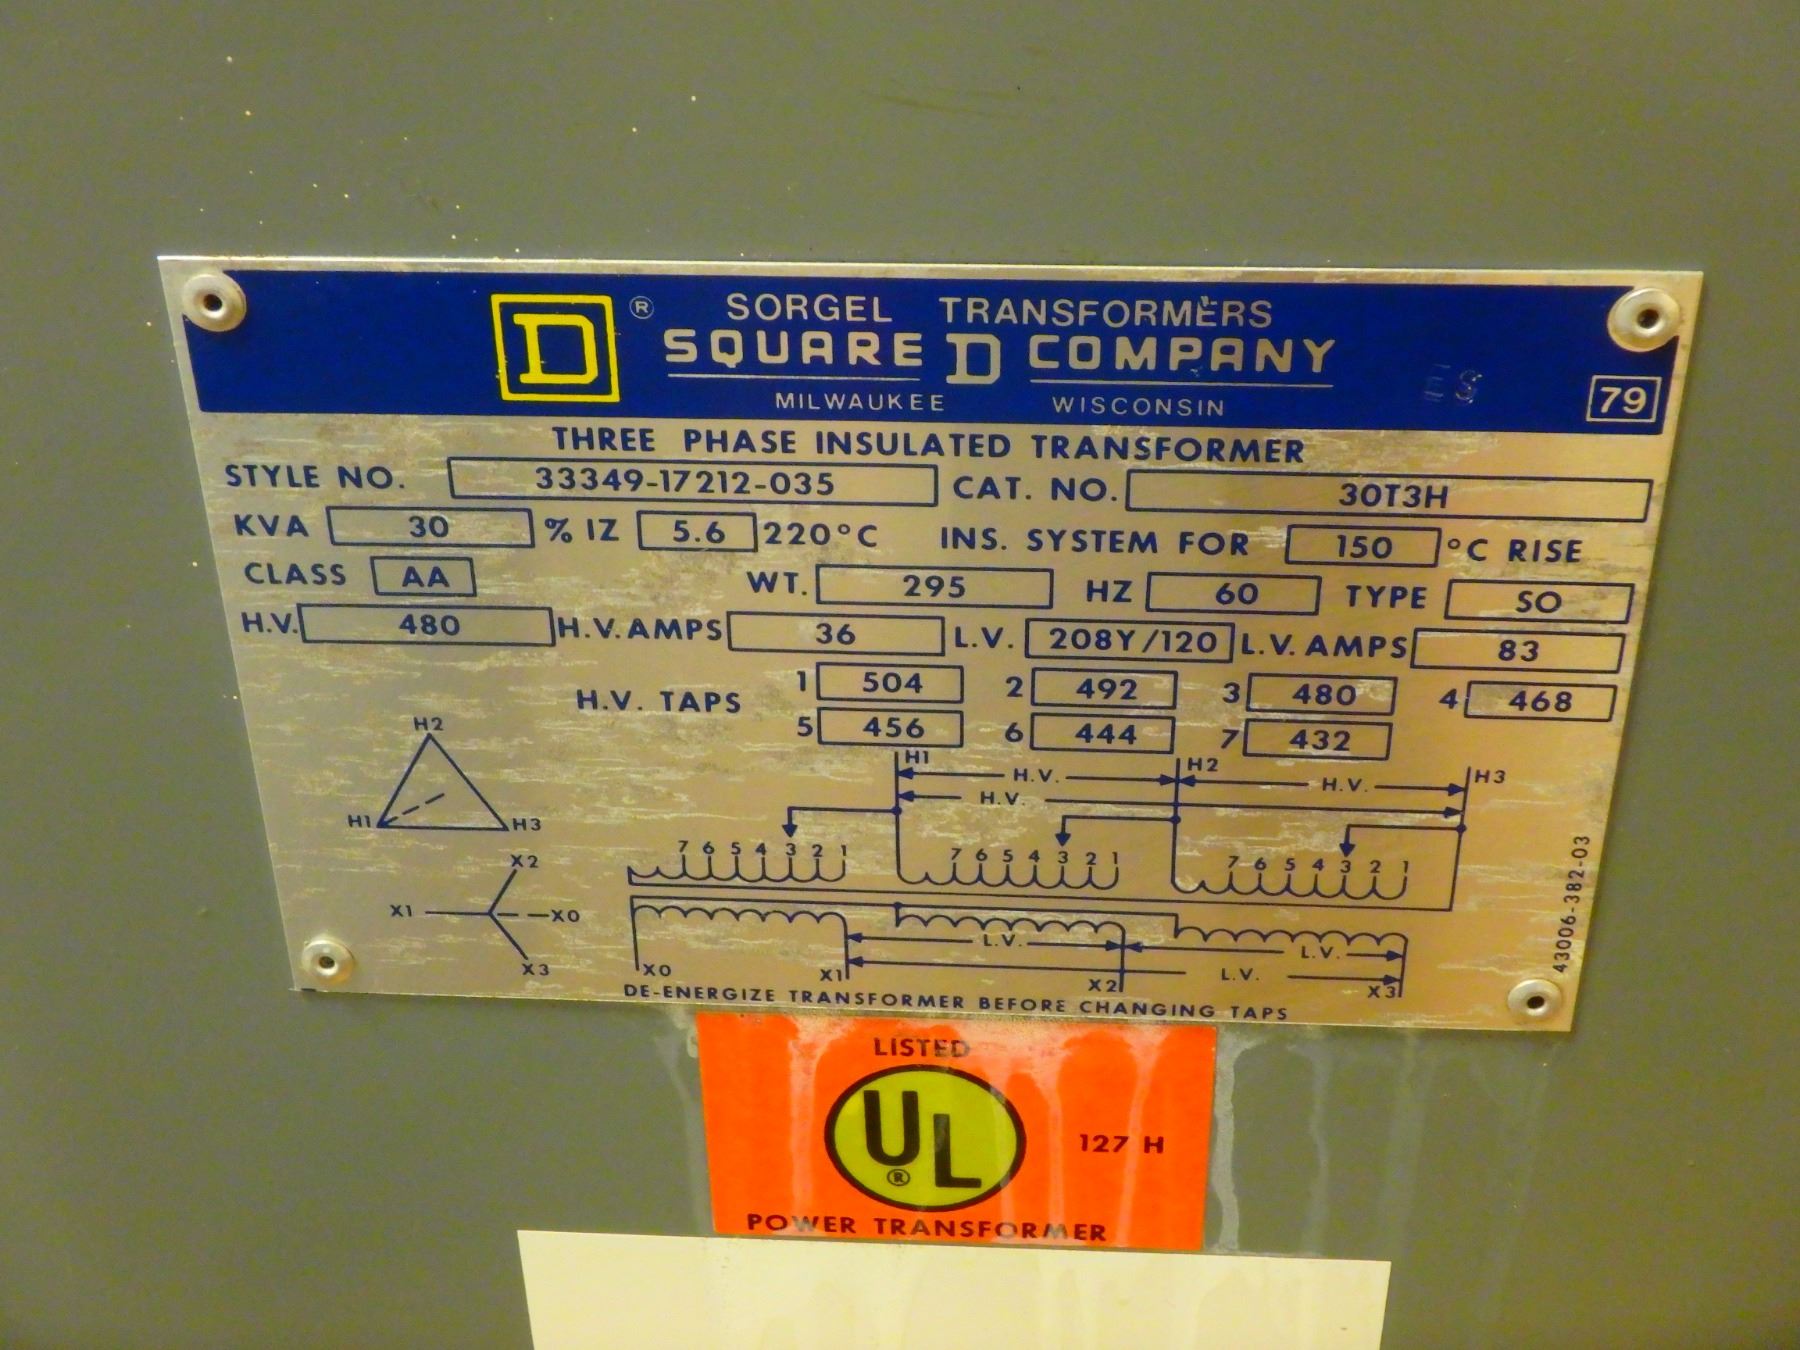 D ® SORGEL TRANSFORMERS
SQUARE D COMPANY
MILWAUKEE WISCONSIN
ES
79
THREE PHASE INSULATED TRANSFORMER
STYLE NO. 33349-17212-035 CAT. NO. 30T3H
KVA 30 % IZ 5.6 220°C INS. SYSTEM FOR 150 °C RISE
CLASS AA WT. 295 HZ 60 TYPE SO
H.V. 480 H.V. AMPS 36 L.V. 208Y/120 L.V. AMPS 83
H.V. TAPS 1 504 2 492 3 480 4 468
5 456 6 444 7 432
H2
H1 H3
X2
X1 X0
X3
H1 H.V. H2 H.V. H3
H.V.
7 6 5 4 3 2 1 7 6 5 4 3 2 1 7 6 5 4 3 2 1
L.V. L.V.
X0 X1 L.V. X2 X3
DE-ENERGIZE TRANSFORMER BEFORE CHANGING TAPS
43006-382-03
LISTED
UL ® 127 H
POWER TRANSFORMER